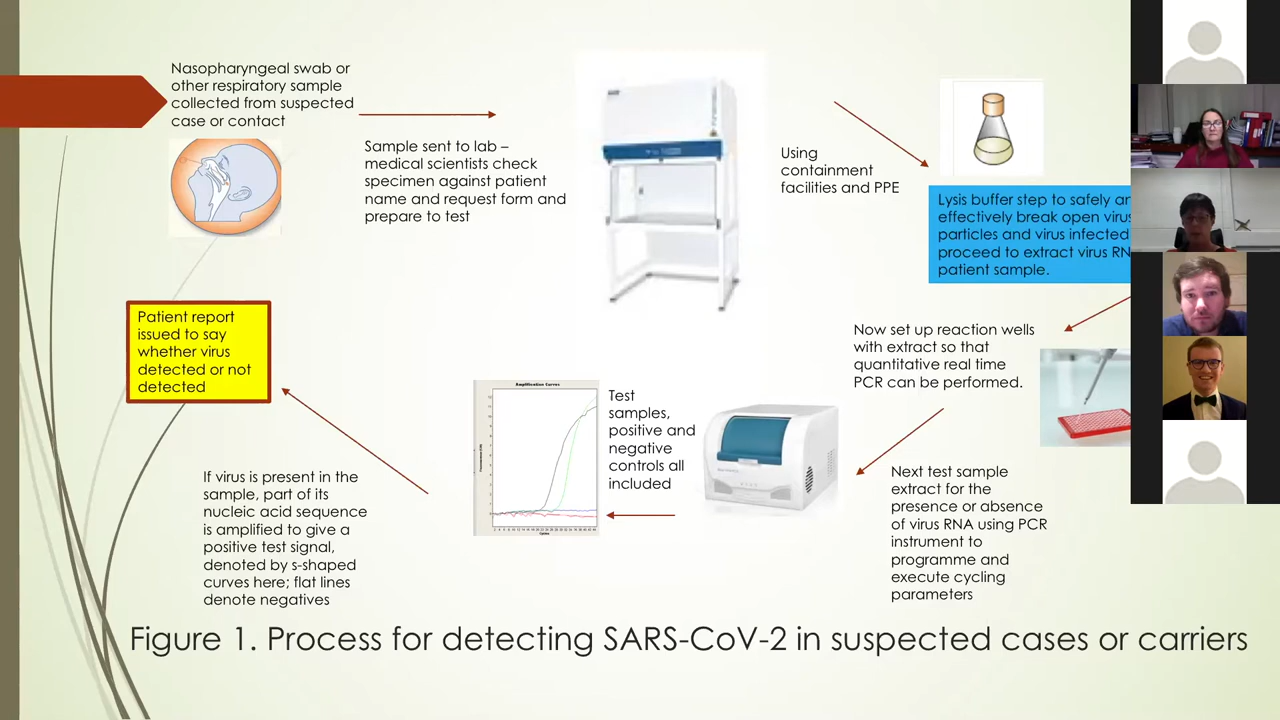 Nasopharyngeal swab or
other respiratory sample
collected from suspected
case or contact
Sample sent to lab –
medical scientists check
specimen against patient
name and request form and
prepare to test
Using
containment
facilities and PPE
Lysis buffer step to safely
effectively break open
particles and virus infected
proceed to extract virus
patient sample.
Now set up reaction wells
with extract so that
quantitative real time
PCR can be performed.
Next test sample
extract for the
presence or absence
of virus RNA using PCR
instrument to
programme and
execute cycling
parameters
Test
samples,
positive and
negative
controls all
included
Amplification Curves
Cycles
If virus is present in the
sample, part of its
nucleic acid sequence
is amplified to give a
positive test signal,
denoted by s-shaped
curves here; flat lines
denote negatives
Patient report
issued to say
whether virus
detected or not
detected
Figure 1. Process for detecting SARS-CoV-2 in suspected cases or carriers